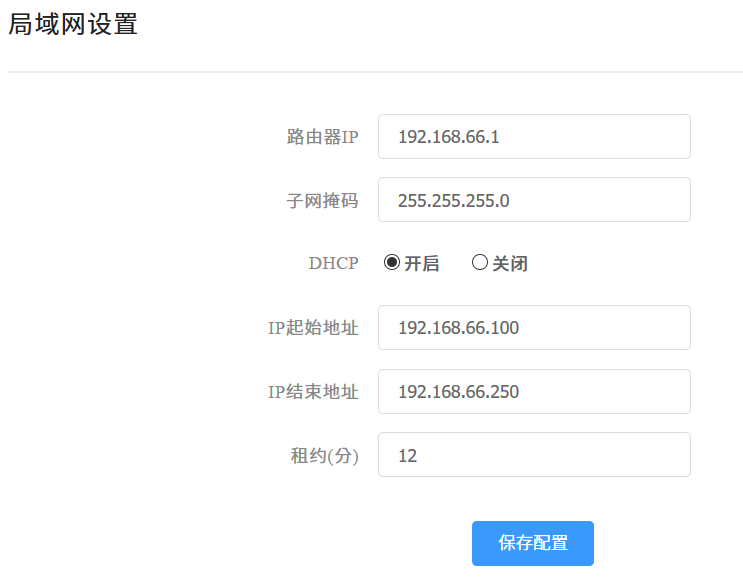 局域网设置
路由器IP 192.168.66.1
子网掩码 255.255.255.0
DHCP 开启 关闭
IP起始地址 192.168.66.100
IP结束地址 192.168.66.250
租约(分) 12
保存配置